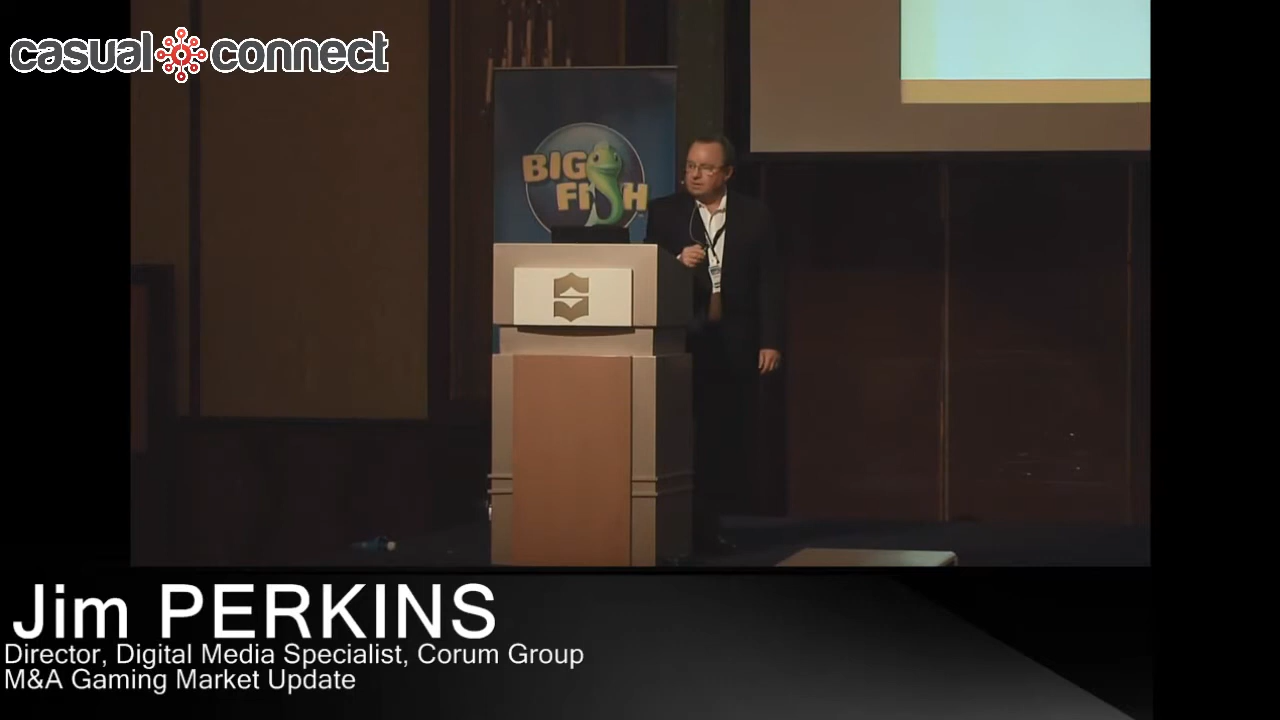 casual connect
BIG
FISH
Jim PERKINS
Director, Digital Media Specialist, Corum Group
M&A Gaming Market Update